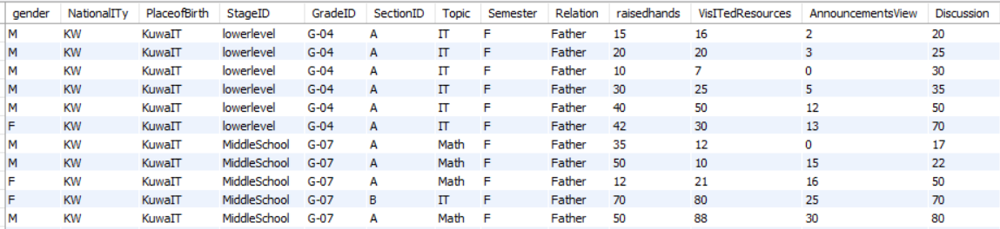 gender NationalITy PlaceofBirth StageID GradeID SectionID Topic Semester Relation raisedhands VisITedResources AnnouncementsView Discussion
M KW KuwaIT lowerlevel G-04 A IT F Father 15 16 2 20
M KW KuwaIT lowerlevel G-04 A IT F Father 20 20 3 25
M KW KuwaIT lowerlevel G-04 A IT F Father 10 7 0 30
M KW KuwaIT lowerlevel G-04 A IT F Father 30 25 5 35
M KW KuwaIT lowerlevel G-04 A IT F Father 40 50 12 50
F KW KuwaIT lowerlevel G-04 A IT F Father 42 30 13 70
M KW KuwaIT MiddleSchool G-07 A Math F Father 35 12 0 17
M KW KuwaIT MiddleSchool G-07 A Math F Father 50 10 15 22
F KW KuwaIT MiddleSchool G-07 A Math F Father 12 21 16 50
F KW KuwaIT MiddleSchool G-07 B IT F Father 70 80 25 70
M KW KuwaIT MiddleSchool G-07 A Math F Father 50 88 30 80